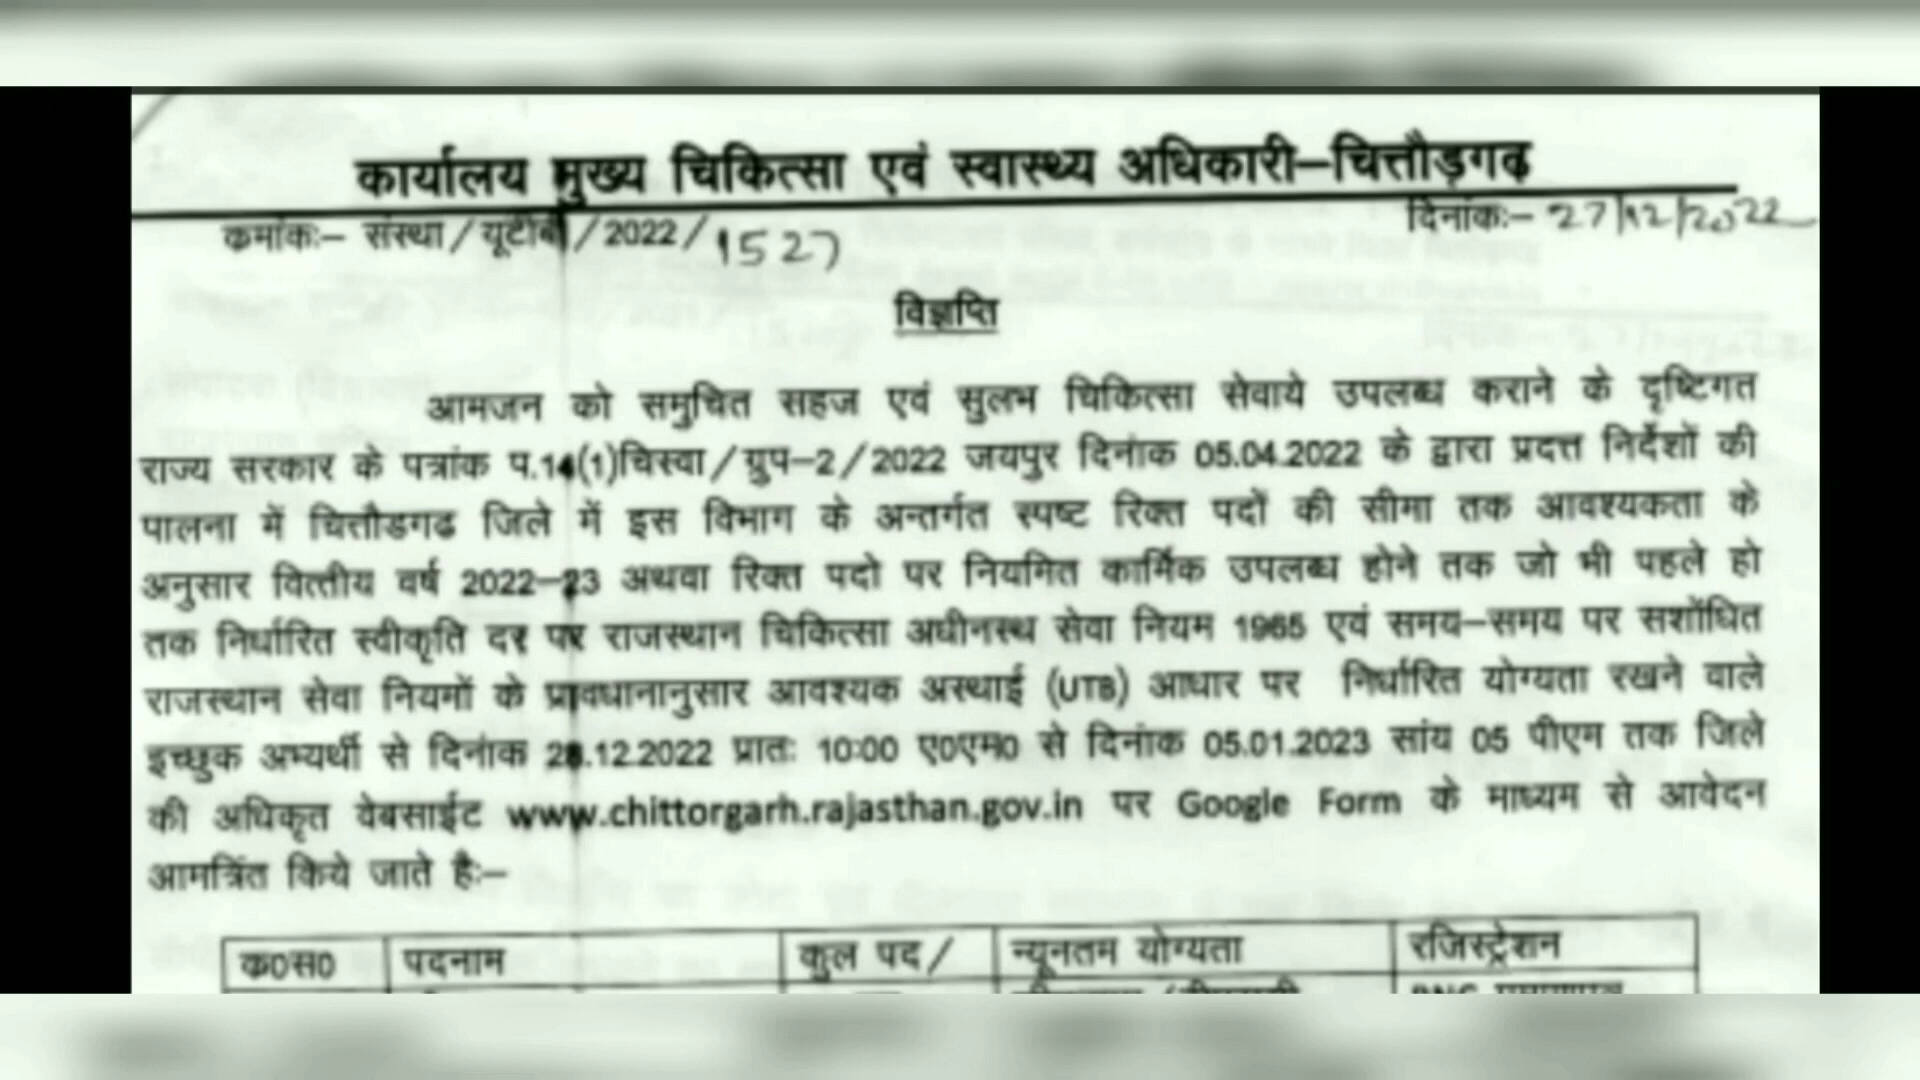 कार्यालय मुख्य चिकित्सा एवं स्वास्थ्य अधिकारी–चित्तौड़गढ़
क्रमांकः– संस्था/यूटीबी/2022/1527 दिनांकः– 27/12/2022
विज्ञप्ति
आमजन को समुचित सहज एवं सुलभ चिकित्सा सेवाये उपलब्ध कराने के दृष्टिगत
राज्य सरकार के पत्रांक प.14(1)चिस्वा/ग्रुप–2/2022 जयपुर दिनांक 05.04.2022 के द्वारा प्रदत्त निर्देशों की
पालना में चित्तौडगढ जिले में इस विभाग के अन्तर्गत स्पष्ट रिक्त पदों की सीमा तक आवश्यकता के
अनुसार वित्तीय वर्ष 2022–23 अथवा रिक्त पदो पर नियमित कार्मिक उपलब्ध होने तक जो भी पहले हो
तक निर्धारित स्वीकृति दर पर राजस्थान चिकित्सा अधीनस्थ सेवा नियम 1965 एवं समय–समय पर सशोंधित
राजस्थान सेवा नियमों के प्रावधानानुसार आवश्यक अस्थाई (UTB) आधार पर निर्धारित योग्यता रखने वाले
इच्छुक अभ्यर्थी से दिनांक 28.12.2022 प्रातः 10:00 ए0एम0 से दिनांक 05.01.2023 सांय 05 पीएम तक जिले
की अधिकृत वेबसाईट www.chittorgarh.rajasthan.gov.in पर Google Form के माध्यम से आवेदन
आमत्रिंत किये जाते हैः–
क0स0 पदनाम कुल पद/ न्यूनतम योग्यता रजिस्ट्रेशन